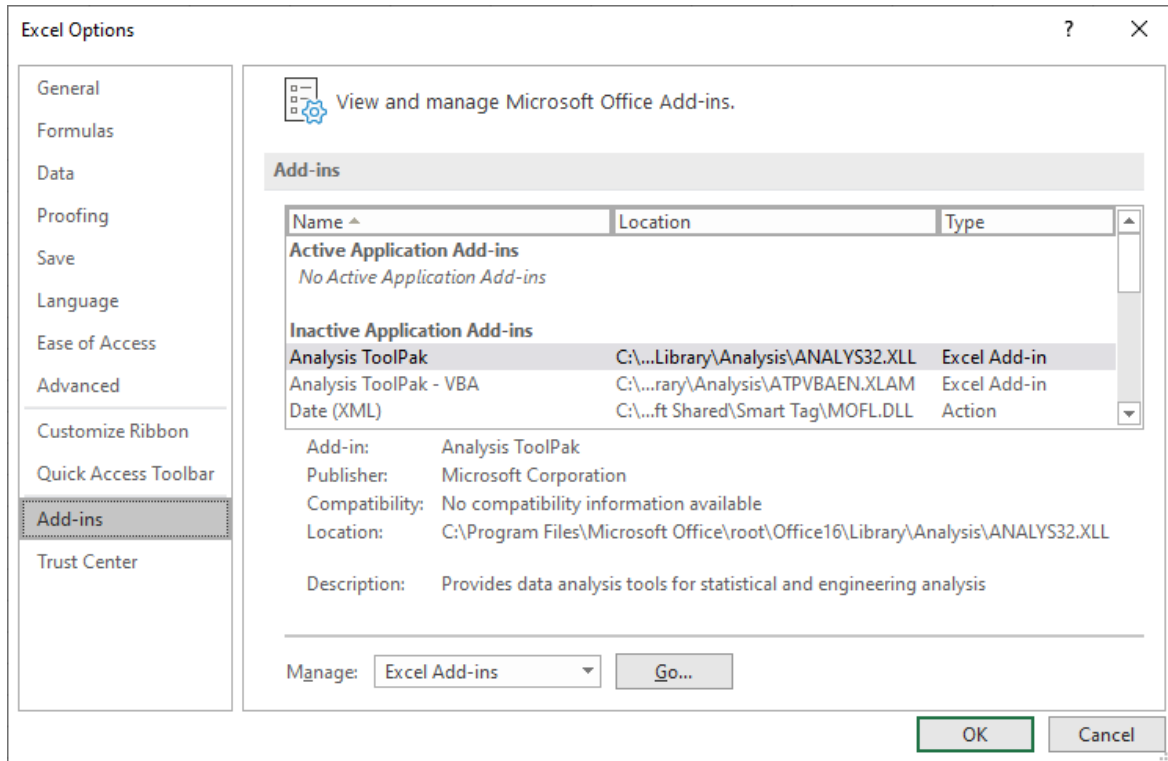 Excel Options
?
General
Formulas
Data
Proofing
Save
Language
Ease of Access
Advanced
Customize Ribbon
Quick Access Toolbar
Add-ins
Trust Center
View and manage Microsoft Office Add-ins.
Add-ins
Name Location Type
Active Application Add-ins
No Active Application Add-ins
Inactive Application Add-ins
Analysis ToolPak C:\...Library\Analysis\ANALYS32.XLL Excel Add-in
Analysis ToolPak - VBA C:\...rary\Analysis\ATPVBAEN.XLAM Excel Add-in
Date (XML) C:\...ft Shared\Smart Tag\MOFL.DLL Action
Add-in: Analysis ToolPak
Publisher: Microsoft Corporation
Compatibility: No compatibility information available
Location: C:\Program Files\Microsoft Office\root\Office16\Library\Analysis\ANALYS32.XLL
Description: Provides data analysis tools for statistical and engineering analysis
Manage: Excel Add-ins Go...
OK Cancel